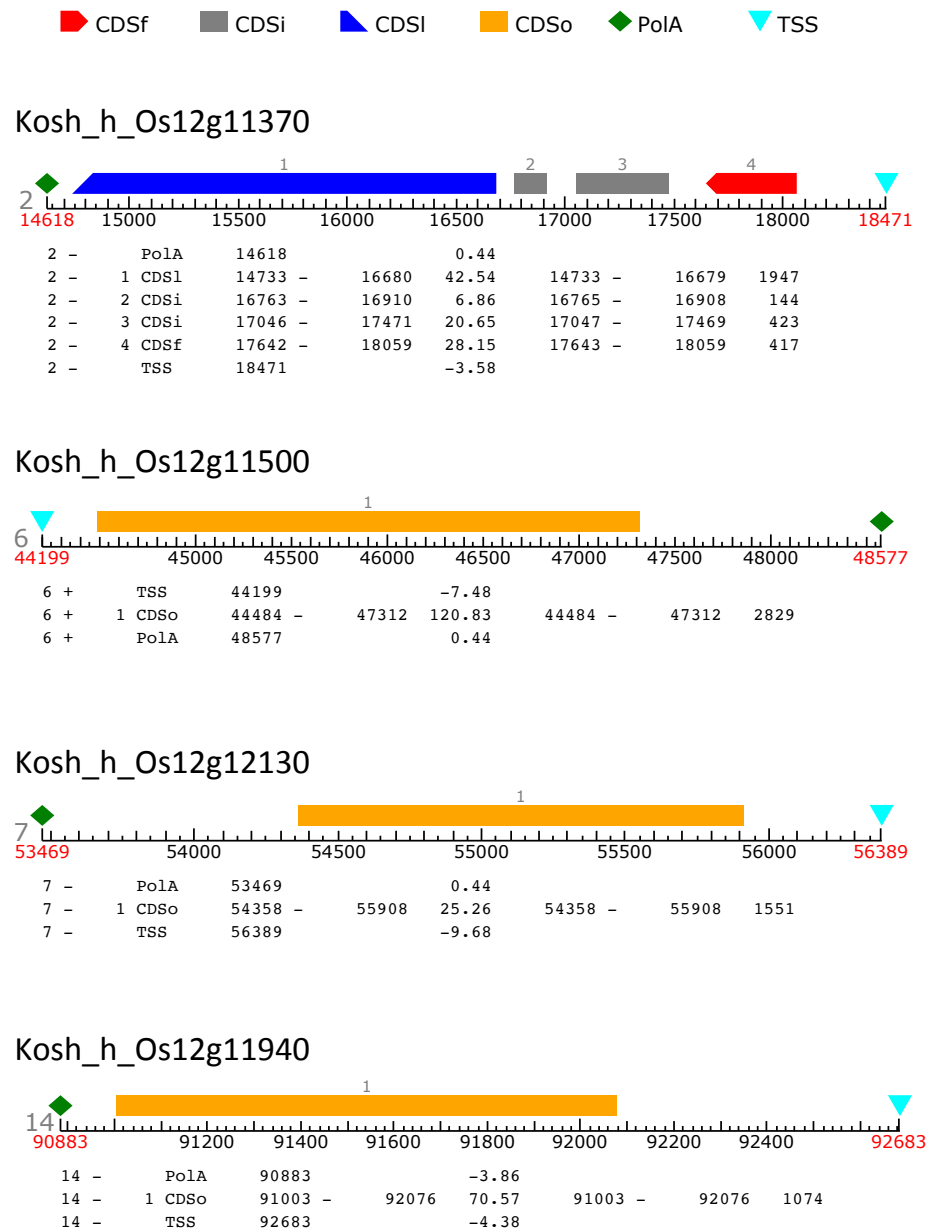 CDSf CDSi CDSl CDSo PolA TSS
Kosh_h_Os12g11370
1 2 3 4
2
14618 15000 15500 16000 16500 17000 17500 18000 18471
2 - PolA 14618 0.44
2 - 1 CDSl 14733 - 16680 42.54 14733 - 16679 1947
2 - 2 CDSi 16763 - 16910 6.86 16765 - 16908 144
2 - 3 CDSi 17046 - 17471 20.65 17047 - 17469 423
2 - 4 CDSf 17642 - 18059 28.15 17643 - 18059 417
2 - TSS 18471 -3.58
Kosh_h_Os12g11500
1
6
44199 45000 45500 46000 46500 47000 47500 48000 48577
6 + TSS 44199 -7.48
6 + 1 CDSo 44484 - 47312 120.83 44484 - 47312 2829
6 + PolA 48577 0.44
Kosh_h_Os12g12130
1
7
53469 54000 54500 55000 55500 56000 56389
7 - PolA 53469 0.44
7 - 1 CDSo 54358 - 55908 25.26 54358 - 55908 1551
7 - TSS 56389 -9.68
Kosh_h_Os12g11940
1
14
90883 91200 91400 91600 91800 92000 92200 92400 92683
14 - PolA 90883 -3.86
14 - 1 CDSo 91003 - 92076 70.57 91003 - 92076 1074
14 - TSS 92683 -4.38